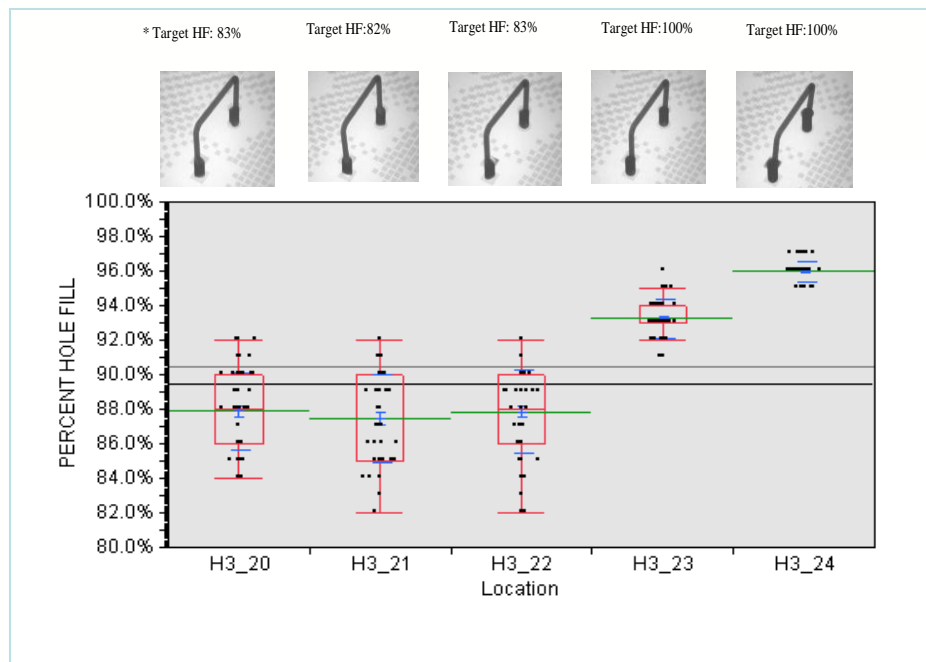 * Target HF: 83%
Target HF:82%
Target HF: 83%
Target HF:100%
Target HF:100%
100.0%
98.0%
96.0%
94.0%
92.0%
90.0%
88.0%
86.0%
84.0%
82.0%
80.0%
PERCENT HOLE FILL
H3_20
H3_21
H3_22
H3_23
H3_24
Location